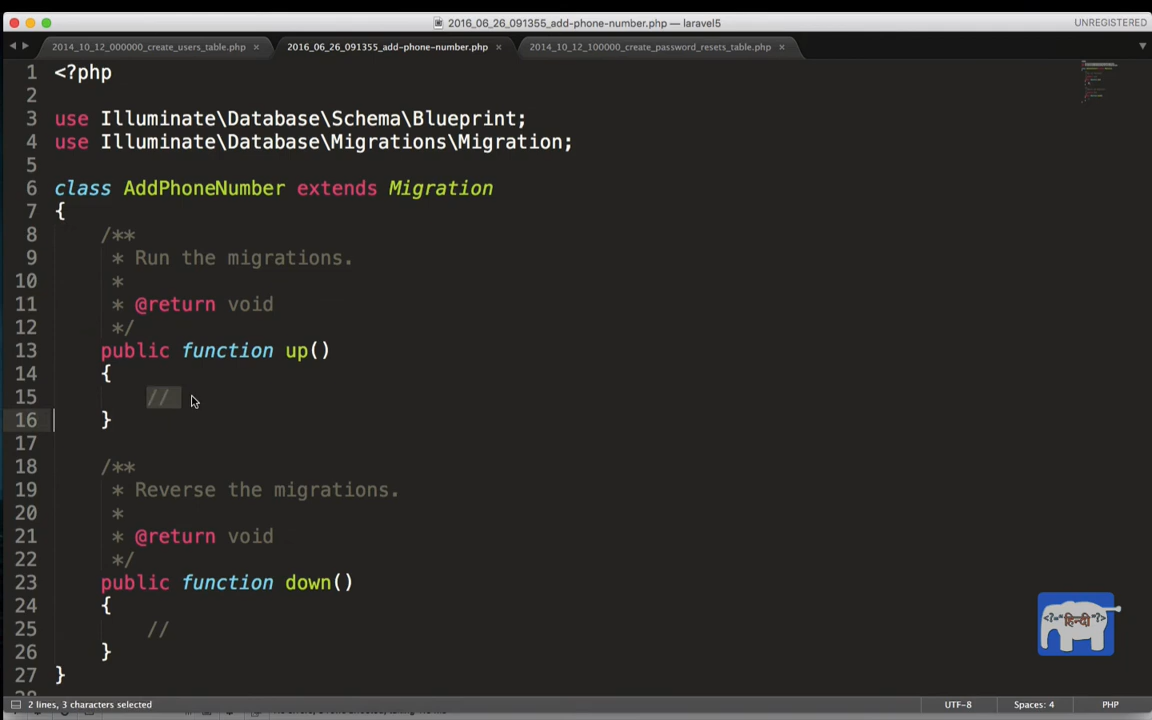 2016_06_26_091355_add-phone-number.php — laravel5
UNREGISTERED
2014_10_12_000000_create_users_table.php ×
2016_06_26_091355_add-phone-number.php ×
2014_10_12_100000_create_password_resets_table.php ×
1 <?php
2
3 use Illuminate\Database\Schema\Blueprint;
4 use Illuminate\Database\Migrations\Migration;
5
6 class AddPhoneNumber extends Migration
7 {
8 /**
9 * Run the migrations.
10 *
11 * @return void
12 */
13 public function up()
14 {
15 //
16 }
17
18 /**
19 * Reverse the migrations.
20 *
21 * @return void
22 */
23 public function down()
24 {
25 //
26 }
27 }
<?="हिन्दी"?>
2 lines, 3 characters selected
UTF-8
Spaces: 4
PHP